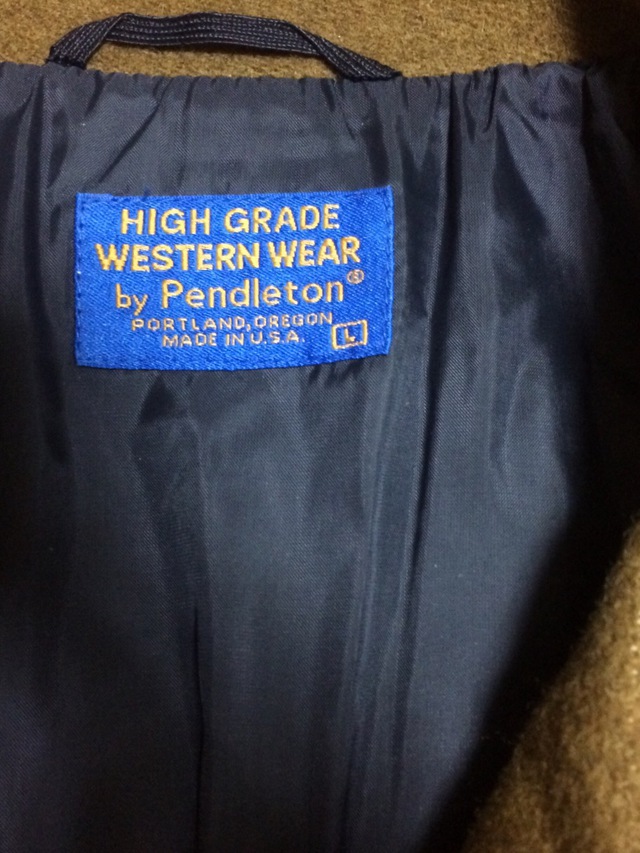 HIGH GRADE
WESTERN WEAR
by Pendleton®
PORTLAND, OREGON
MADE IN U.S.A. L